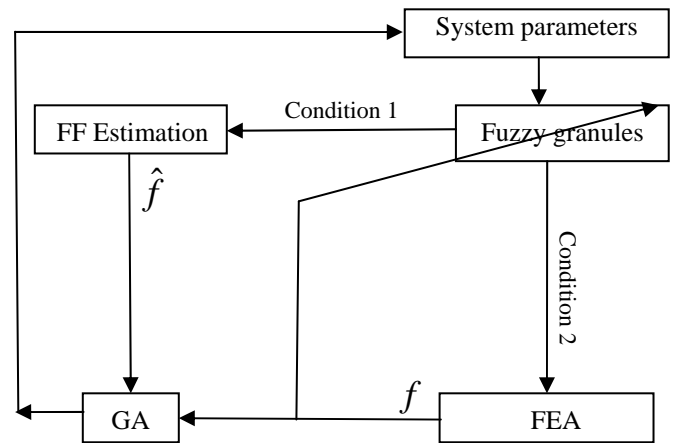 System parameters
Condition 1
FF Estimation
Fuzzy granules
f̂
Condition 2
f
GA
FEA